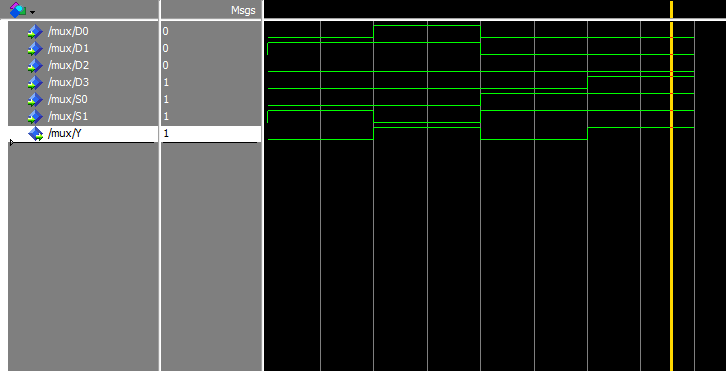 Msgs
/mux/D0 0
/mux/D1 0
/mux/D2 0
/mux/D3 1
/mux/S0 1
/mux/S1 1
/mux/Y 1